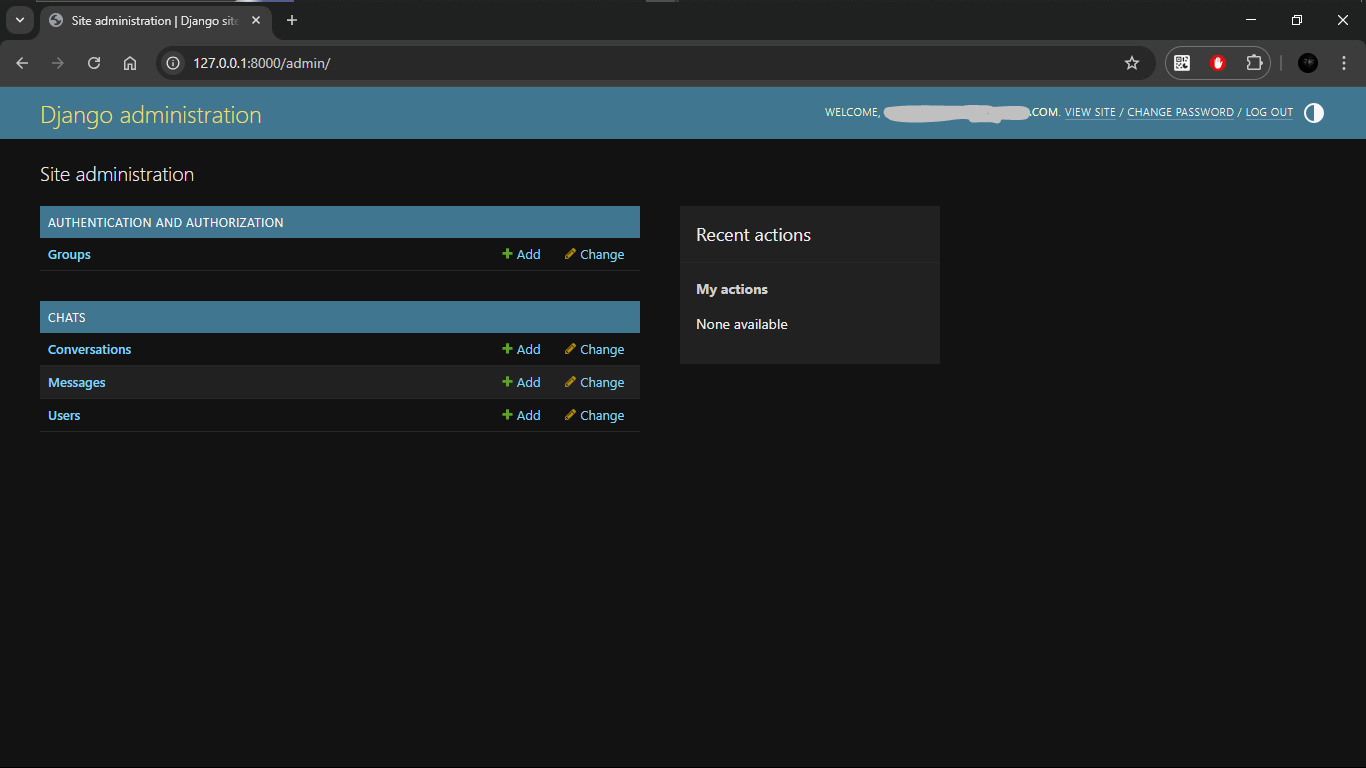 Site administration | Django site
127.0.0.1:8000/admin/
Django administration
WELCOME, .COM. VIEW SITE / CHANGE PASSWORD / LOG OUT
Site administration
AUTHENTICATION AND AUTHORIZATION
Groups Add Change
CHATS
Conversations Add Change
Messages Add Change
Users Add Change
Recent actions
My actions
None available